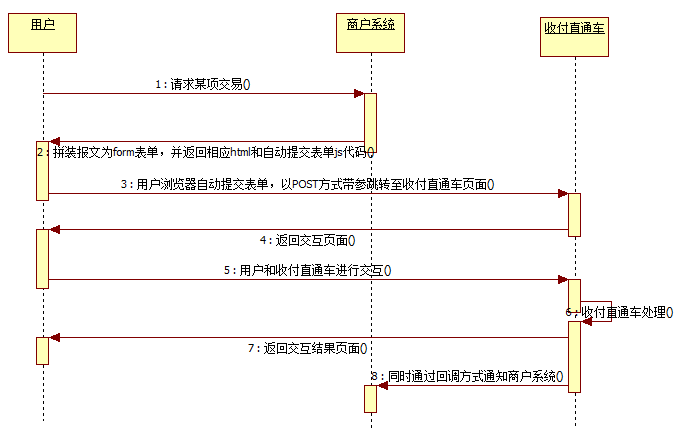 用户
商户系统
收付直通车
1 : 请求某项交易()
2 : 拼装报文为form表单，并返回相应html和自动提交表单js代码()
3 : 用户浏览器自动提交表单，以POST方式带参跳转至收付直通车页面()
4 : 返回交互页面()
5 : 用户和收付直通车进行交互()
6 : 收付直通车处理()
7 : 返回交互结果页面()
8 : 同时通过回调方式通知商户系统()